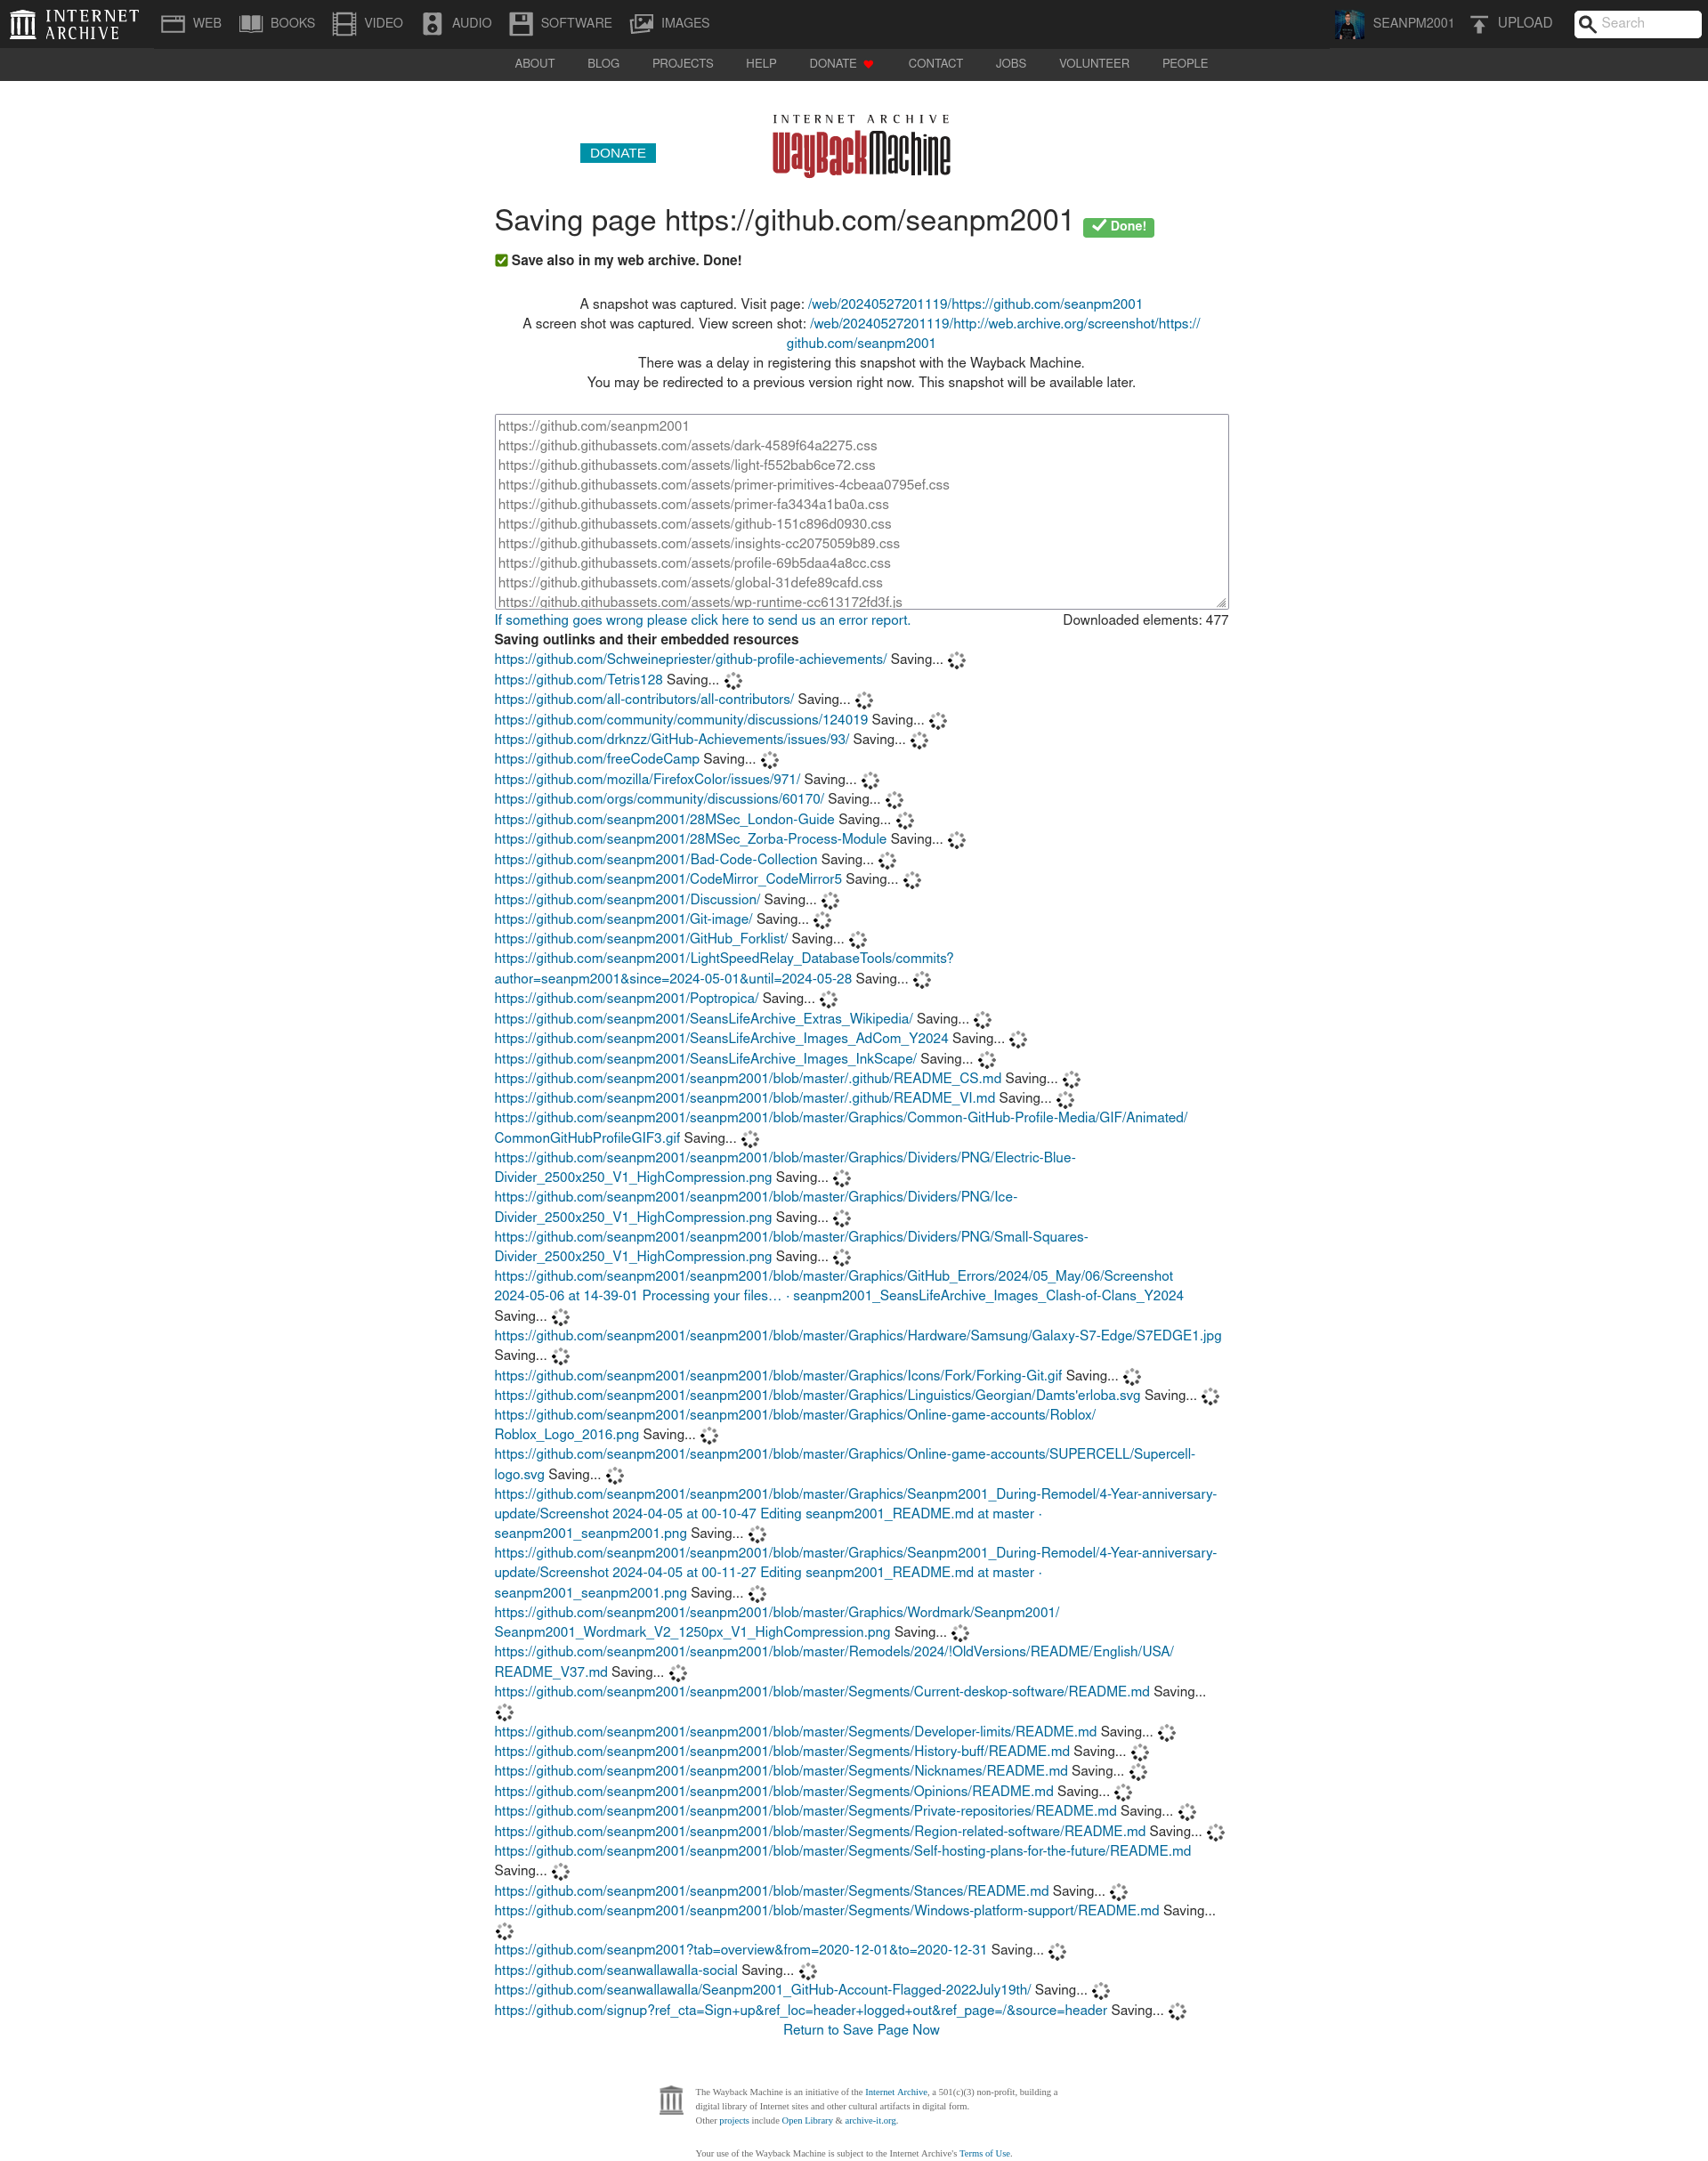 INTERNET
ARCHIVE
WEB
BOOKS
VIDEO
AUDIO
SOFTWARE
IMAGES
SEANPM2001
UPLOAD
Search
ABOUT
BLOG
PROJECTS
HELP
DONATE
CONTACT
JOBS
VOLUNTEER
PEOPLE
DONATE
INTERNET ARCHIVE
WayBackMachine
Saving page https://github.com/seanpm2001 Done!
Save also in my web archive. Done!
A snapshot was captured. Visit page: /web/20240527201119/https://github.com/seanpm2001
A screen shot was captured. View screen shot: /web/20240527201119/http://web.archive.org/screenshot/https://
github.com/seanpm2001
There was a delay in registering this snapshot with the Wayback Machine.
You may be redirected to a previous version right now. This snapshot will be available later.
https://github.com/seanpm2001
https://github.githubassets.com/assets/dark-4589f64a2275.css
https://github.githubassets.com/assets/light-f552bab6ce72.css
https://github.githubassets.com/assets/primer-primitives-4cbeaa0795ef.css
https://github.githubassets.com/assets/primer-fa3434a1ba0a.css
https://github.githubassets.com/assets/github-151c896d0930.css
https://github.githubassets.com/assets/insights-cc2075059b89.css
https://github.githubassets.com/assets/profile-69b5daa4a8cc.css
https://github.githubassets.com/assets/global-31defe89cafd.css
https://github.githubassets.com/assets/wp-runtime-cc613172fd3f.js
If something goes wrong please click here to send us an error report.
Downloaded elements: 477
Saving outlinks and their embedded resources
https://github.com/Schweinepriester/github-profile-achievements/ Saving...
https://github.com/Tetris128 Saving...
https://github.com/all-contributors/all-contributors/ Saving...
https://github.com/community/community/discussions/124019 Saving...
https://github.com/drknzz/GitHub-Achievements/issues/93/ Saving...
https://github.com/freeCodeCamp Saving...
https://github.com/mozilla/FirefoxColor/issues/971/ Saving...
https://github.com/orgs/community/discussions/60170/ Saving...
https://github.com/seanpm2001/28MSec_London-Guide Saving...
https://github.com/seanpm2001/28MSec_Zorba-Process-Module Saving...
https://github.com/seanpm2001/Bad-Code-Collection Saving...
https://github.com/seanpm2001/CodeMirror_CodeMirror5 Saving...
https://github.com/seanpm2001/Discussion/ Saving...
https://github.com/seanpm2001/Git-image/ Saving...
https://github.com/seanpm2001/GitHub_Forklist/ Saving...
https://github.com/seanpm2001/LightSpeedRelay_DatabaseTools/commits?
author=seanpm2001&since=2024-05-01&until=2024-05-28 Saving...
https://github.com/seanpm2001/Poptropica/ Saving...
https://github.com/seanpm2001/SeansLifeArchive_Extras_Wikipedia/ Saving...
https://github.com/seanpm2001/SeansLifeArchive_Images_AdCom_Y2024 Saving...
https://github.com/seanpm2001/SeansLifeArchive_Images_InkScape/ Saving...
https://github.com/seanpm2001/seanpm2001/blob/master/.github/README_CS.md Saving...
https://github.com/seanpm2001/seanpm2001/blob/master/.github/README_VI.md Saving...
https://github.com/seanpm2001/seanpm2001/blob/master/Graphics/Common-GitHub-Profile-Media/GIF/Animated/
CommonGitHubProfileGIF3.gif Saving...
https://github.com/seanpm2001/seanpm2001/blob/master/Graphics/Dividers/PNG/Electric-Blue-
Divider_2500x250_V1_HighCompression.png Saving...
https://github.com/seanpm2001/seanpm2001/blob/master/Graphics/Dividers/PNG/Ice-
Divider_2500x250_V1_HighCompression.png Saving...
https://github.com/seanpm2001/seanpm2001/blob/master/Graphics/Dividers/PNG/Small-Squares-
Divider_2500x250_V1_HighCompression.png Saving...
https://github.com/seanpm2001/seanpm2001/blob/master/Graphics/GitHub_Errors/2024/05_May/06/Screenshot
2024-05-06 at 14-39-01 Processing your files… · seanpm2001_SeansLifeArchive_Images_Clash-of-Clans_Y2024
Saving...
https://github.com/seanpm2001/seanpm2001/blob/master/Graphics/Hardware/Samsung/Galaxy-S7-Edge/S7EDGE1.jpg
Saving...
https://github.com/seanpm2001/seanpm2001/blob/master/Graphics/Icons/Fork/Forking-Git.gif Saving...
https://github.com/seanpm2001/seanpm2001/blob/master/Graphics/Linguistics/Georgian/Damts'erloba.svg Saving...
https://github.com/seanpm2001/seanpm2001/blob/master/Graphics/Online-game-accounts/Roblox/
Roblox_Logo_2016.png Saving...
https://github.com/seanpm2001/seanpm2001/blob/master/Graphics/Online-game-accounts/SUPERCELL/Supercell-
logo.svg Saving...
https://github.com/seanpm2001/seanpm2001/blob/master/Graphics/Seanpm2001_During-Remodel/4-Year-anniversary-
update/Screenshot 2024-04-05 at 00-10-47 Editing seanpm2001_README.md at master ·
seanpm2001_seanpm2001.png Saving...
https://github.com/seanpm2001/seanpm2001/blob/master/Graphics/Seanpm2001_During-Remodel/4-Year-anniversary-
update/Screenshot 2024-04-05 at 00-11-27 Editing seanpm2001_README.md at master ·
seanpm2001_seanpm2001.png Saving...
https://github.com/seanpm2001/seanpm2001/blob/master/Graphics/Wordmark/Seanpm2001/
Seanpm2001_Wordmark_V2_1250px_V1_HighCompression.png Saving...
https://github.com/seanpm2001/seanpm2001/blob/master/Remodels/2024/!OldVersions/README/English/USA/
README_V37.md Saving...
https://github.com/seanpm2001/seanpm2001/blob/master/Segments/Current-deskop-software/README.md Saving...
https://github.com/seanpm2001/seanpm2001/blob/master/Segments/Developer-limits/README.md Saving...
https://github.com/seanpm2001/seanpm2001/blob/master/Segments/History-buff/README.md Saving...
https://github.com/seanpm2001/seanpm2001/blob/master/Segments/Nicknames/README.md Saving...
https://github.com/seanpm2001/seanpm2001/blob/master/Segments/Opinions/README.md Saving...
https://github.com/seanpm2001/seanpm2001/blob/master/Segments/Private-repositories/README.md Saving...
https://github.com/seanpm2001/seanpm2001/blob/master/Segments/Region-related-software/README.md Saving...
https://github.com/seanpm2001/seanpm2001/blob/master/Segments/Self-hosting-plans-for-the-future/README.md
Saving...
https://github.com/seanpm2001/seanpm2001/blob/master/Segments/Stances/README.md Saving...
https://github.com/seanpm2001/seanpm2001/blob/master/Segments/Windows-platform-support/README.md Saving...
https://github.com/seanpm2001?tab=overview&from=2020-12-01&to=2020-12-31 Saving...
https://github.com/seanwallawalla-social Saving...
https://github.com/seanwallawalla/Seanpm2001_GitHub-Account-Flagged-2022July19th/ Saving...
https://github.com/signup?ref_cta=Sign+up&ref_loc=header+logged+out&ref_page=/&source=header Saving...
Return to Save Page Now
The Wayback Machine is an initiative of the Internet Archive, a 501(c)(3) non-profit, building a
digital library of Internet sites and other cultural artifacts in digital form.
Other projects include Open Library & archive-it.org.
Your use of the Wayback Machine is subject to the Internet Archive's Terms of Use.